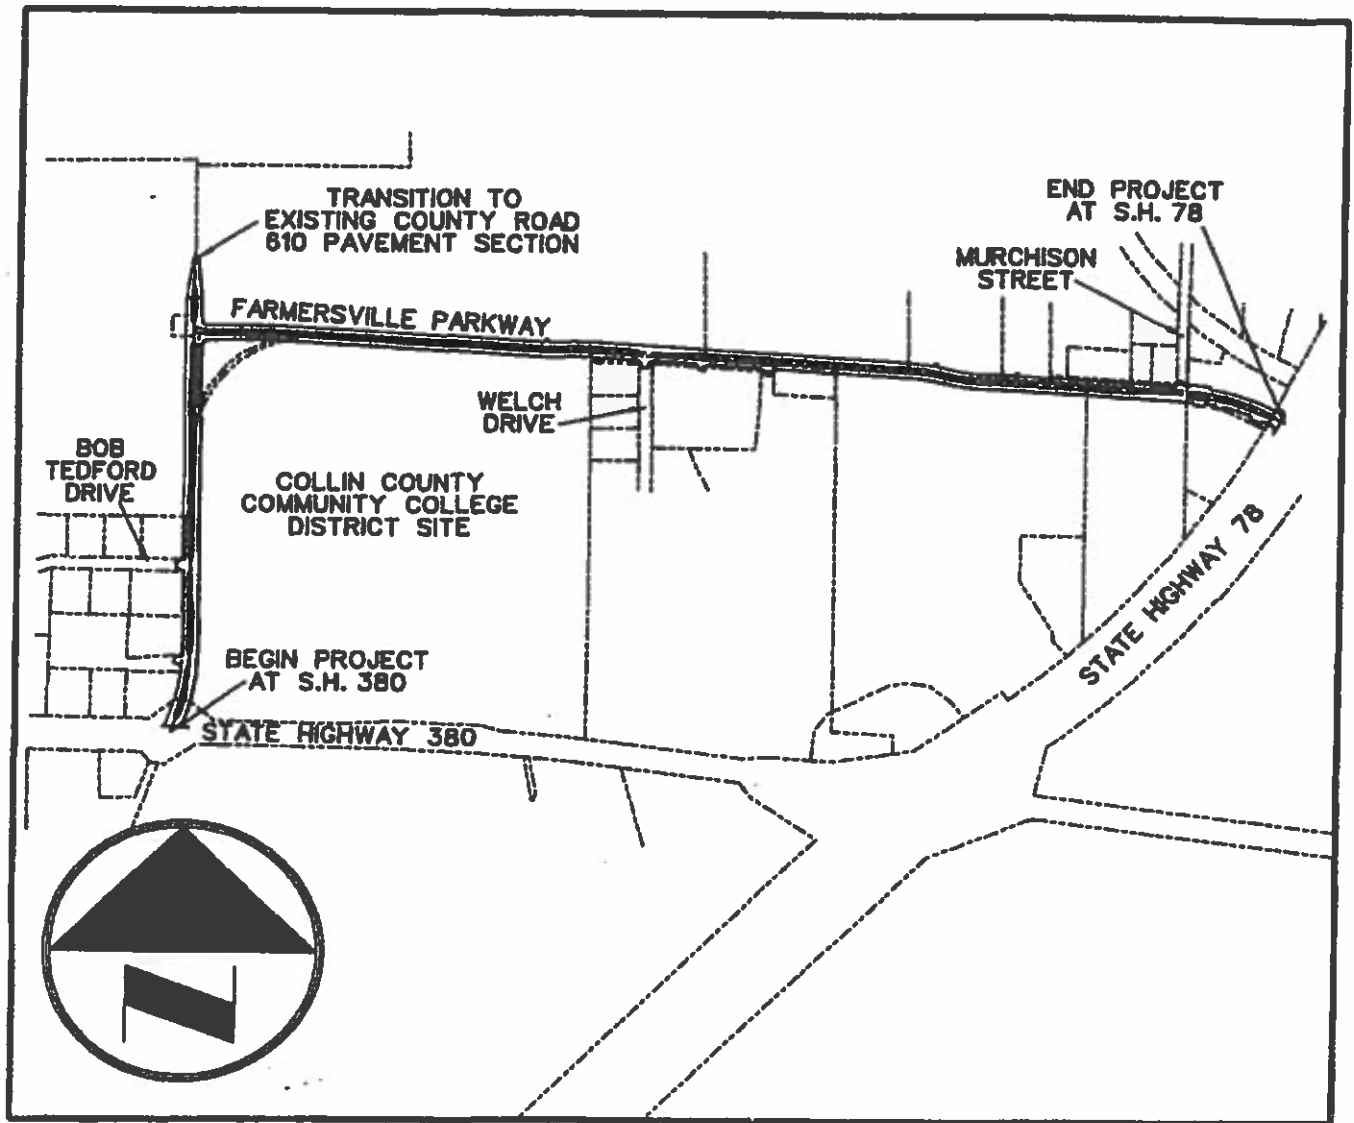 TRANSITION TO
EXISTING COUNTY ROAD
610 PAVEMENT SECTION
END PROJECT
AT S.H. 78
MURCHISON
STREET
FARMERSVILLE PARKWAY
WELCH
DRIVE
BOB
TEDFORD
DRIVE
COLLIN COUNTY
COMMUNITY COLLEGE
DISTRICT SITE
STATE HIGHWAY 78
BEGIN PROJECT
AT S.H. 380
STATE HIGHWAY 380
N